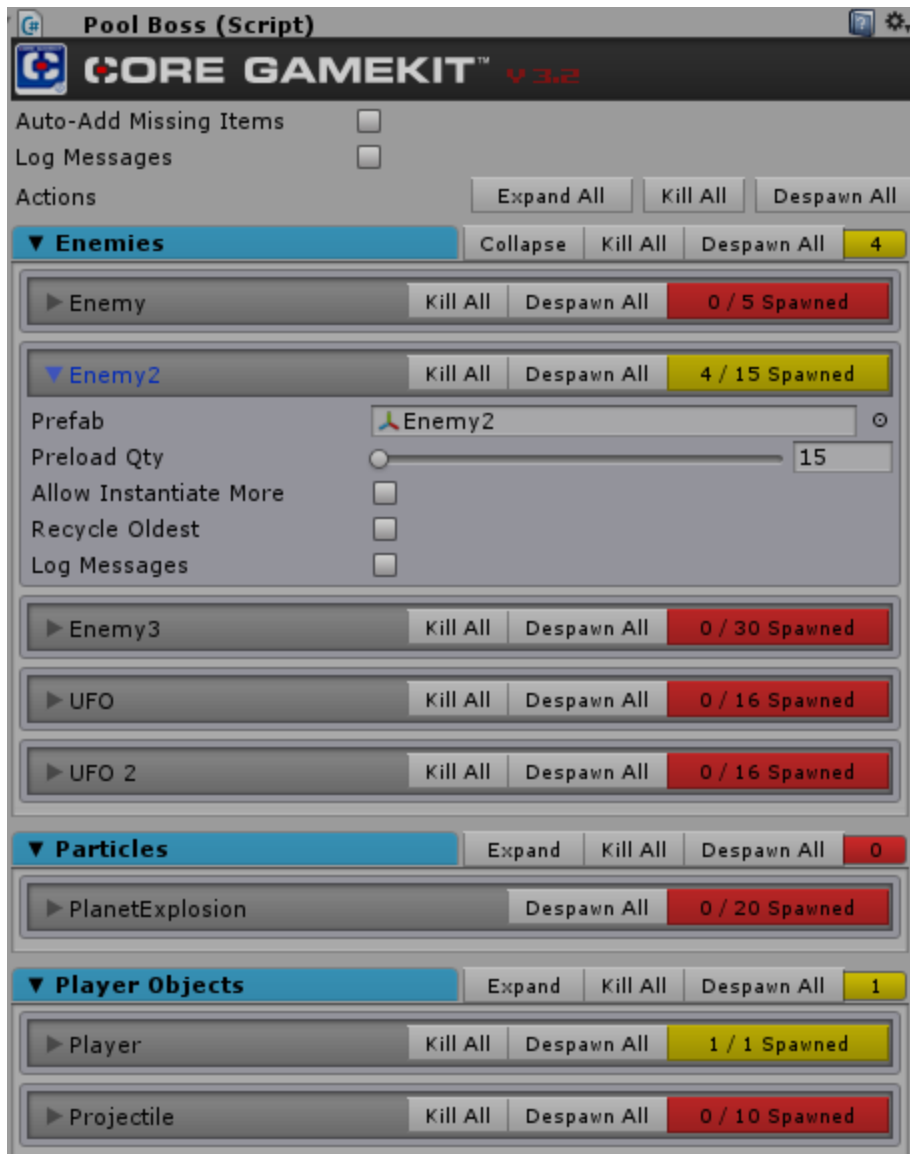 Pool Boss (Script)
CORE GAMEKIT™ v 3.2
Auto-Add Missing Items
Log Messages
Actions Expand All Kill All Despawn All
▼ Enemies Collapse Kill All Despawn All 4
Enemy Kill All Despawn All 0 / 5 Spawned
Enemy2 Kill All Despawn All 4 / 15 Spawned
Prefab Enemy2
Preload Qty 15
Allow Instantiate More
Recycle Oldest
Log Messages
Enemy3 Kill All Despawn All 0 / 30 Spawned
UFO Kill All Despawn All 0 / 16 Spawned
UFO 2 Kill All Despawn All 0 / 16 Spawned
▼ Particles Expand Kill All Despawn All 0
PlanetExplosion Despawn All 0 / 20 Spawned
▼ Player Objects Expand Kill All Despawn All 1
Player Kill All Despawn All 1 / 1 Spawned
Projectile Kill All Despawn All 0 / 10 Spawned